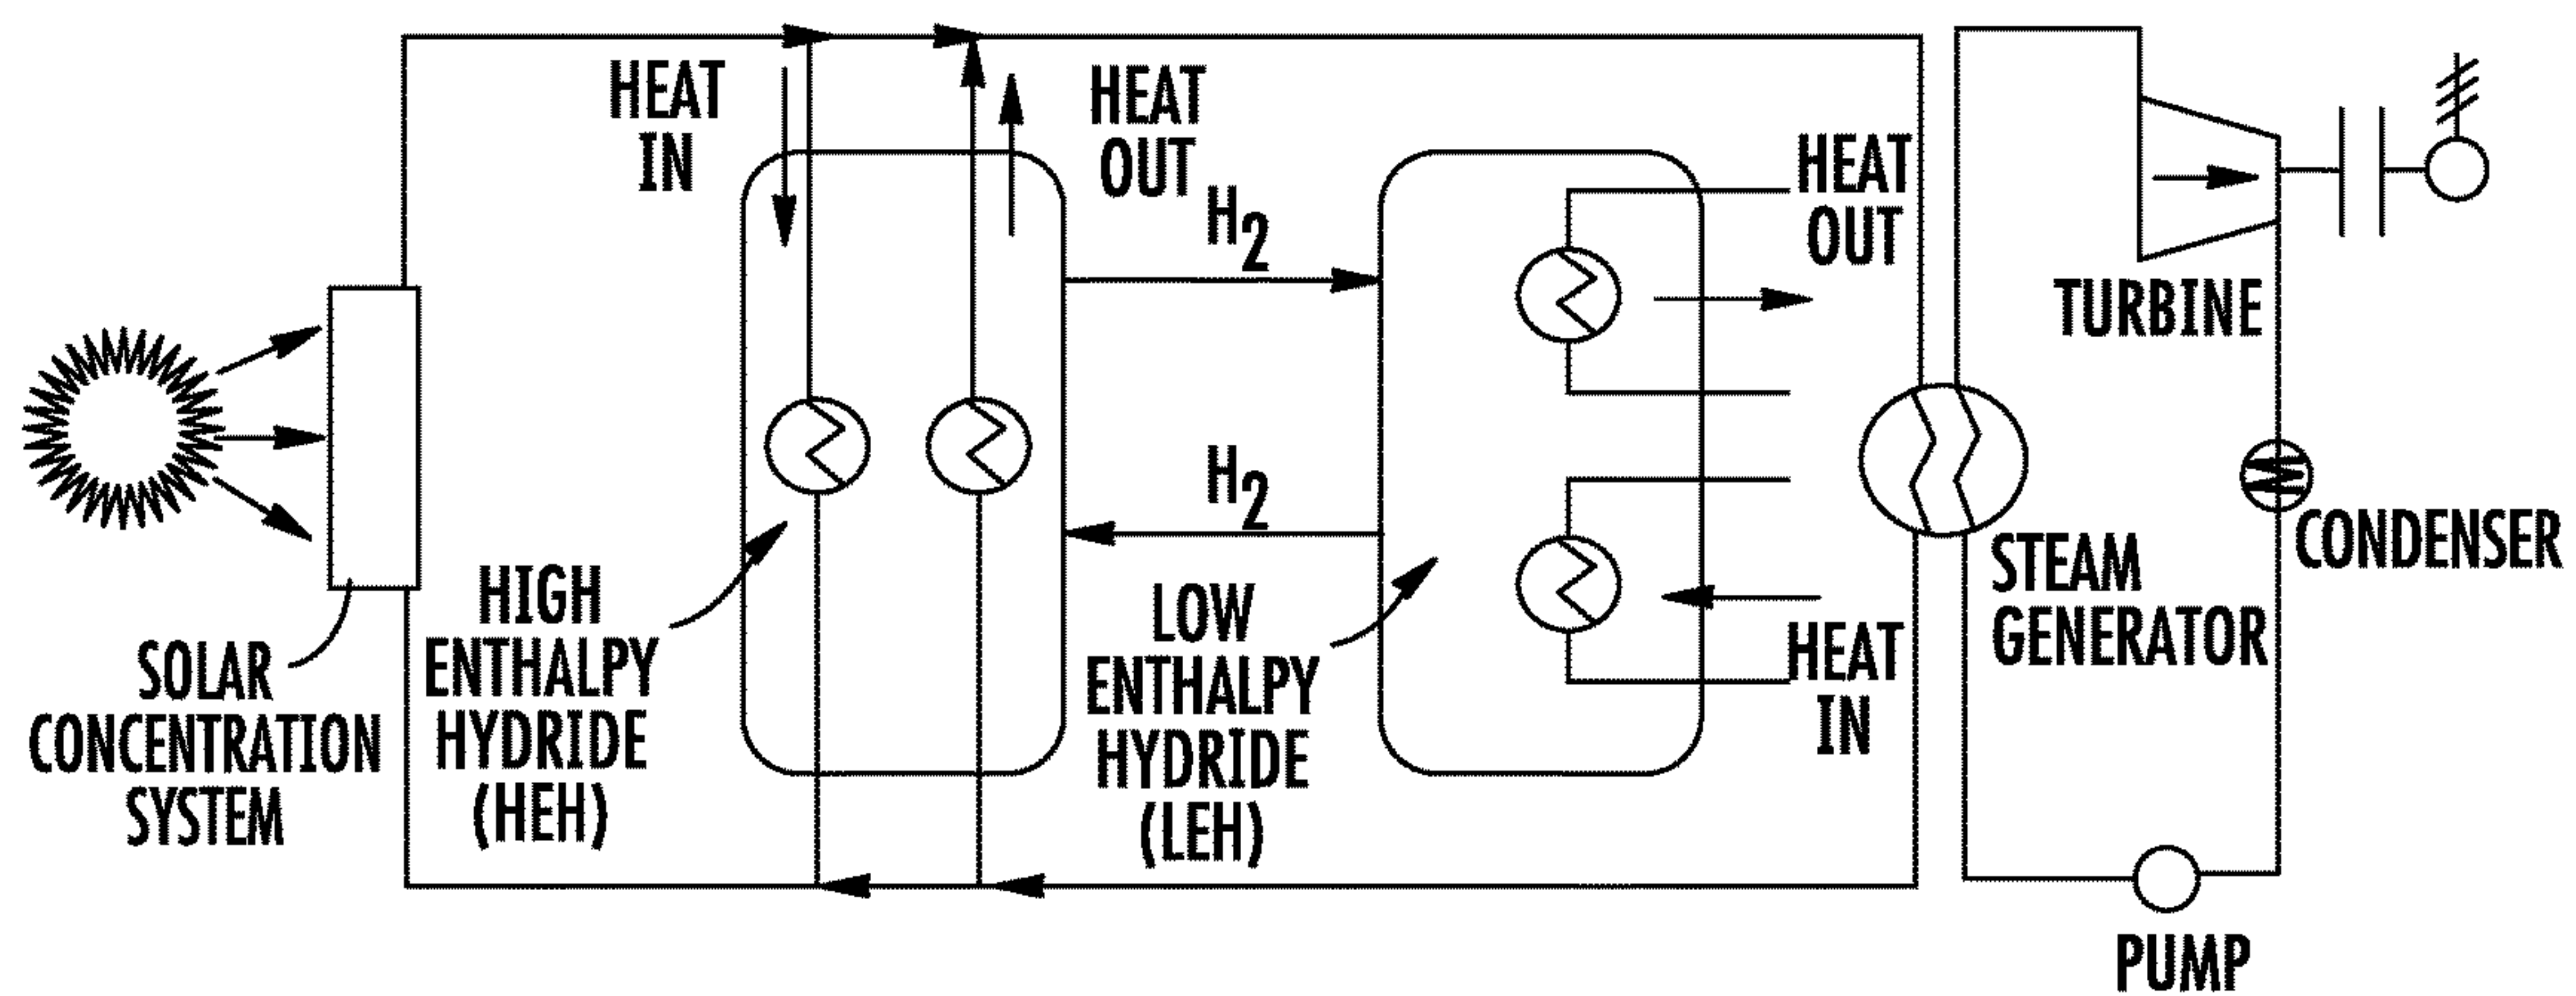 HEAT
IN
HEAT
OUT
H2
H2
HEAT
OUT
HEAT
IN
TURBINE
CONDENSER
STEAM
GENERATOR
PUMP
SOLAR
CONCENTRATION
SYSTEM
HIGH
ENTHALPY
HYDRIDE
(HEH)
LOW
ENTHALPY
HYDRIDE
(LEH)